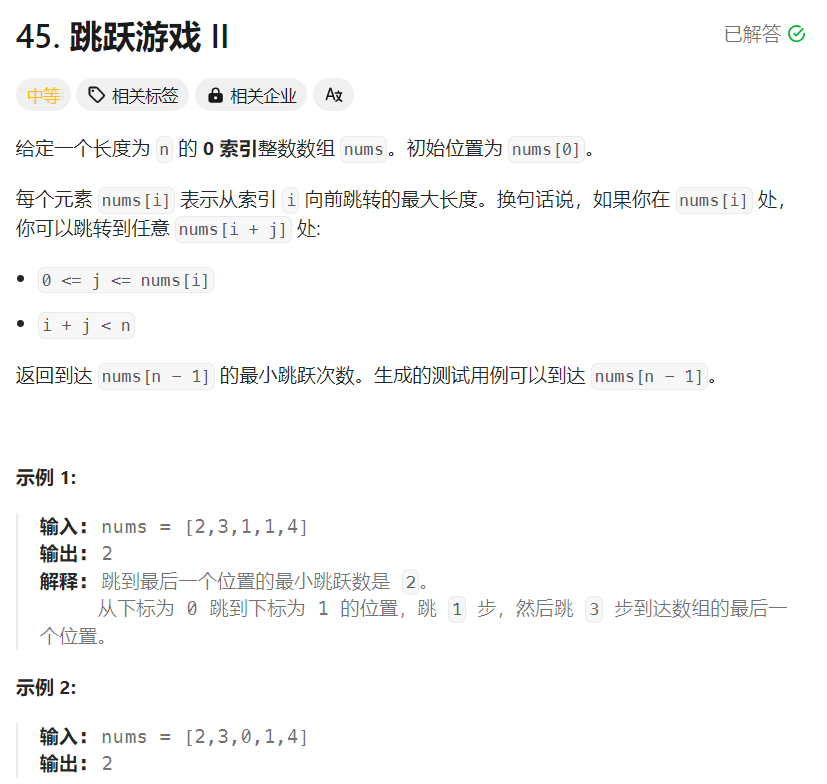 45. 跳跃游戏 II
已解答
中等 相关标签 相关企业
给定一个长度为 n 的 0 索引整数数组 nums。初始位置为 nums[0]。
每个元素 nums[i] 表示从索引 i 向前跳转的最大长度。换句话说，如果你在 nums[i] 处，
你可以跳转到任意 nums[i + j] 处:
0 <= j <= nums[i]
i + j < n
返回到达 nums[n - 1] 的最小跳跃次数。生成的测试用例可以到达 nums[n - 1]。
示例 1:
输入: nums = [2,3,1,1,4]
输出: 2
解释: 跳到最后一个位置的最小跳跃数是 2。
从下标为 0 跳到下标为 1 的位置，跳 1 步，然后跳 3 步到达数组的最后一
个位置。
示例 2:
输入: nums = [2,3,0,1,4]
输出: 2